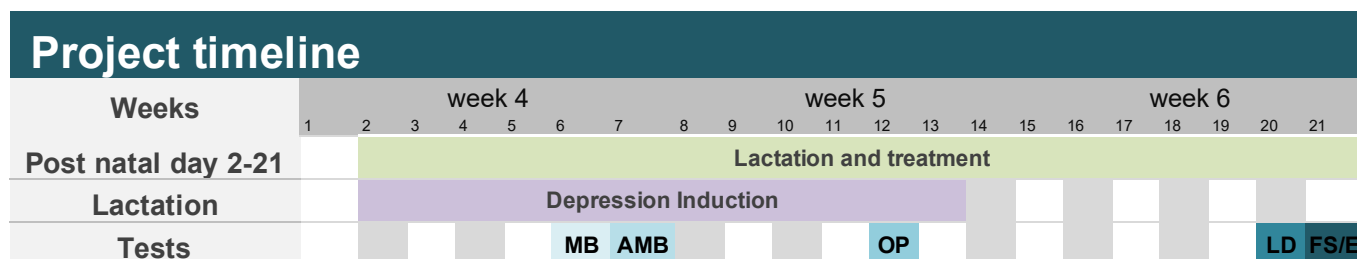 Project timeline
Weeks week 4 week 5 week 6
1 2 3 4 5 6 7 8 9 10 11 12 13 14 15 16 17 18 19 20 21
Post natal day 2-21 Lactation and treatment
Lactation Depression Induction
Tests MB AMB OP LD FS/E